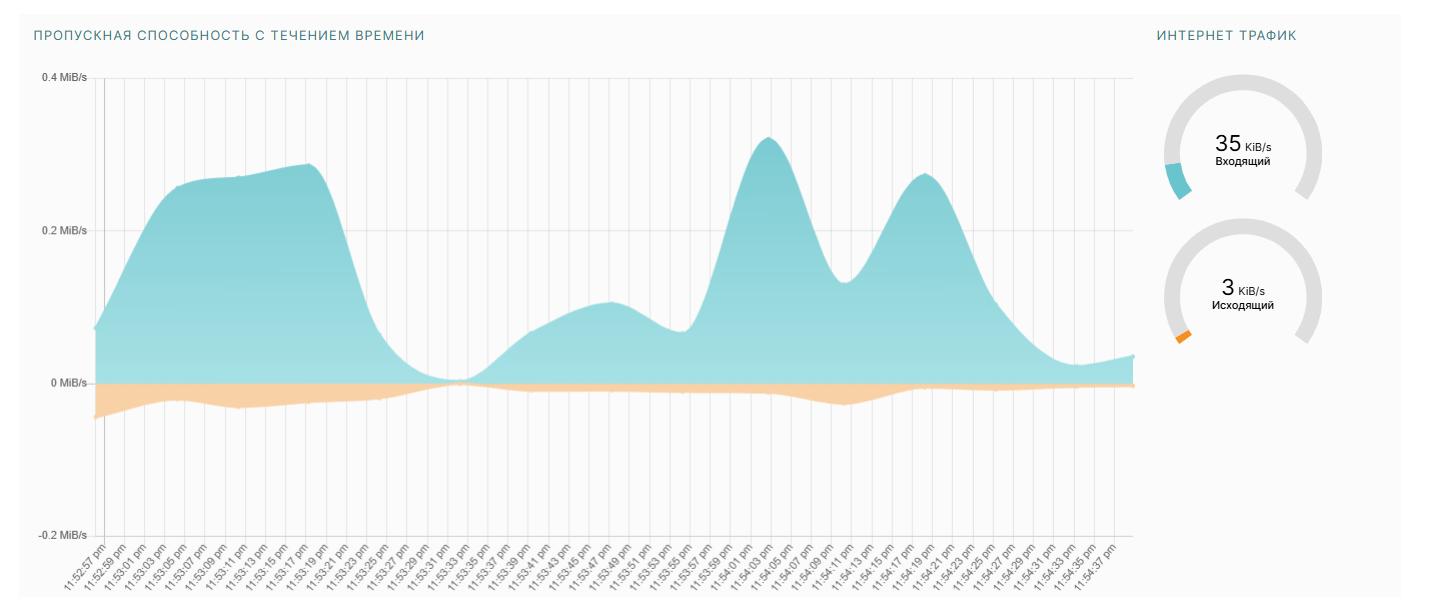 ПРОПУСКНАЯ СПОСОБНОСТЬ С ТЕЧЕНИЕМ ВРЕМЕНИ
0.4 MiB/s
0.2 MiB/s
0 MiB/s
-0.2 MiB/s
11:52:57 pm
11:52:59 pm
11:53:01 pm
11:53:03 pm
11:53:05 pm
11:53:07 pm
11:53:09 pm
11:53:11 pm
11:53:13 pm
11:53:15 pm
11:53:17 pm
11:53:19 pm
11:53:21 pm
11:53:23 pm
11:53:25 pm
11:53:27 pm
11:53:29 pm
11:53:31 pm
11:53:33 pm
11:53:35 pm
11:53:37 pm
11:53:39 pm
11:53:41 pm
11:53:43 pm
11:53:45 pm
11:53:47 pm
11:53:49 pm
11:53:51 pm
11:53:53 pm
11:53:55 pm
11:53:57 pm
11:53:59 pm
11:54:01 pm
11:54:03 pm
11:54:05 pm
11:54:07 pm
11:54:09 pm
11:54:11 pm
11:54:13 pm
11:54:15 pm
11:54:17 pm
11:54:19 pm
11:54:21 pm
11:54:23 pm
11:54:25 pm
11:54:27 pm
11:54:29 pm
11:54:31 pm
11:54:33 pm
11:54:35 pm
11:54:37 pm
ИНТЕРНЕТ ТРАФИК
35 KiB/s
Входящий
3 KiB/s
Исходящий